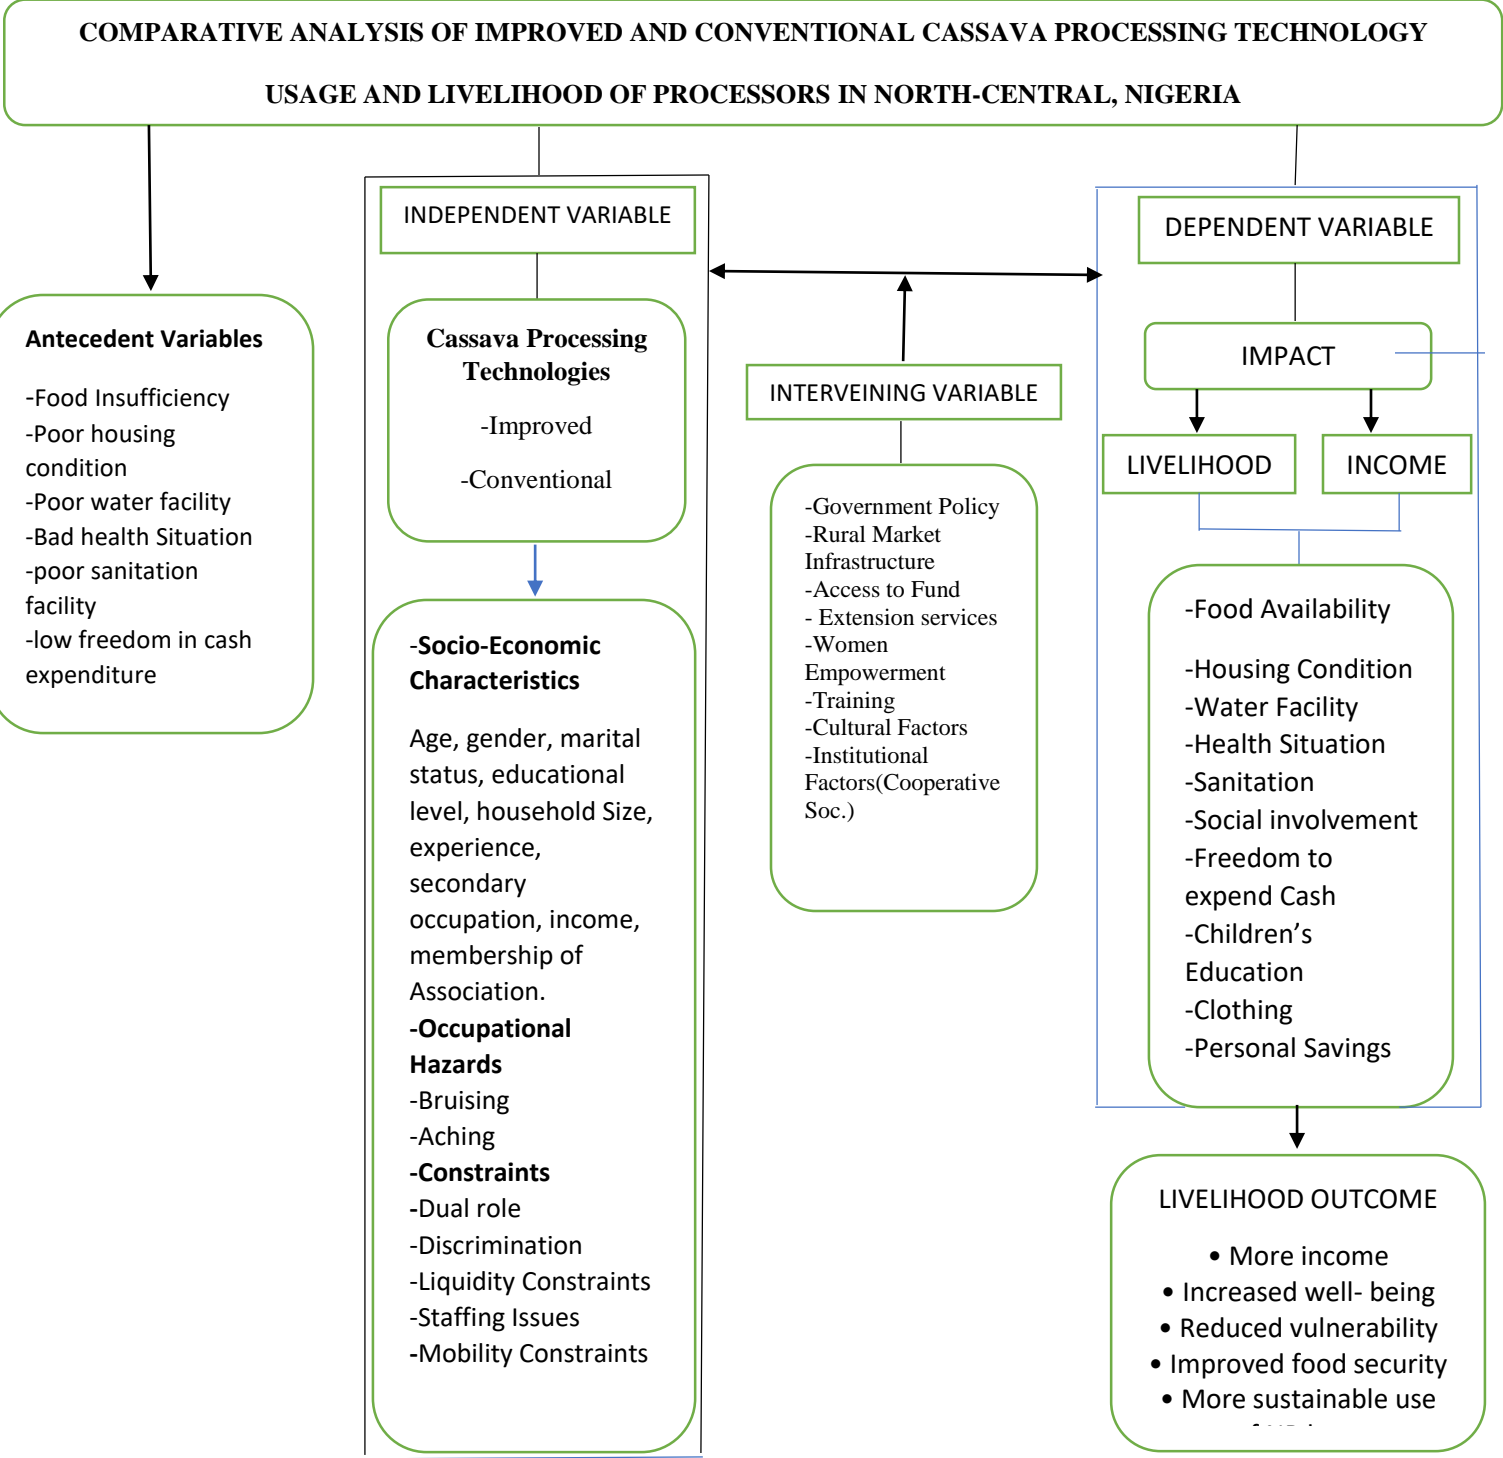 COMPARATIVE ANALYSIS OF IMPROVED AND CONVENTIONAL CASSAVA PROCESSING TECHNOLOGY
USAGE AND LIVELIHOOD OF PROCESSORS IN NORTH-CENTRAL, NIGERIA
Antecedent Variables
-Food Insufficiency
-Poor housing
condition
-Poor water facility
-Bad health Situation
-poor sanitation
facility
-low freedom in cash
expenditure
INDEPENDENT VARIABLE
Cassava Processing
Technologies
-Improved
-Conventional
-Socio-Economic
Characteristics
Age, gender, marital
status, educational
level, household Size,
experience,
secondary
occupation, income,
membership of
Association.
-Occupational
Hazards
-Bruising
-Aching
-Constraints
-Dual role
-Discrimination
-Liquidity Constraints
-Staffing Issues
-Mobility Constraints
INTERVEINING VARIABLE
-Government Policy
-Rural Market
Infrastructure
-Access to Fund
- Extension services
-Women
Empowerment
-Training
-Cultural Factors
-Institutional
Factors(Cooperative
Soc.)
DEPENDENT VARIABLE
IMPACT
LIVELIHOOD
INCOME
-Food Availability
-Housing Condition
-Water Facility
-Health Situation
-Sanitation
-Social involvement
-Freedom to
expend Cash
-Children’s
Education
-Clothing
-Personal Savings
LIVELIHOOD OUTCOME
• More income
• Increased well- being
• Reduced vulnerability
• Improved food security
• More sustainable use